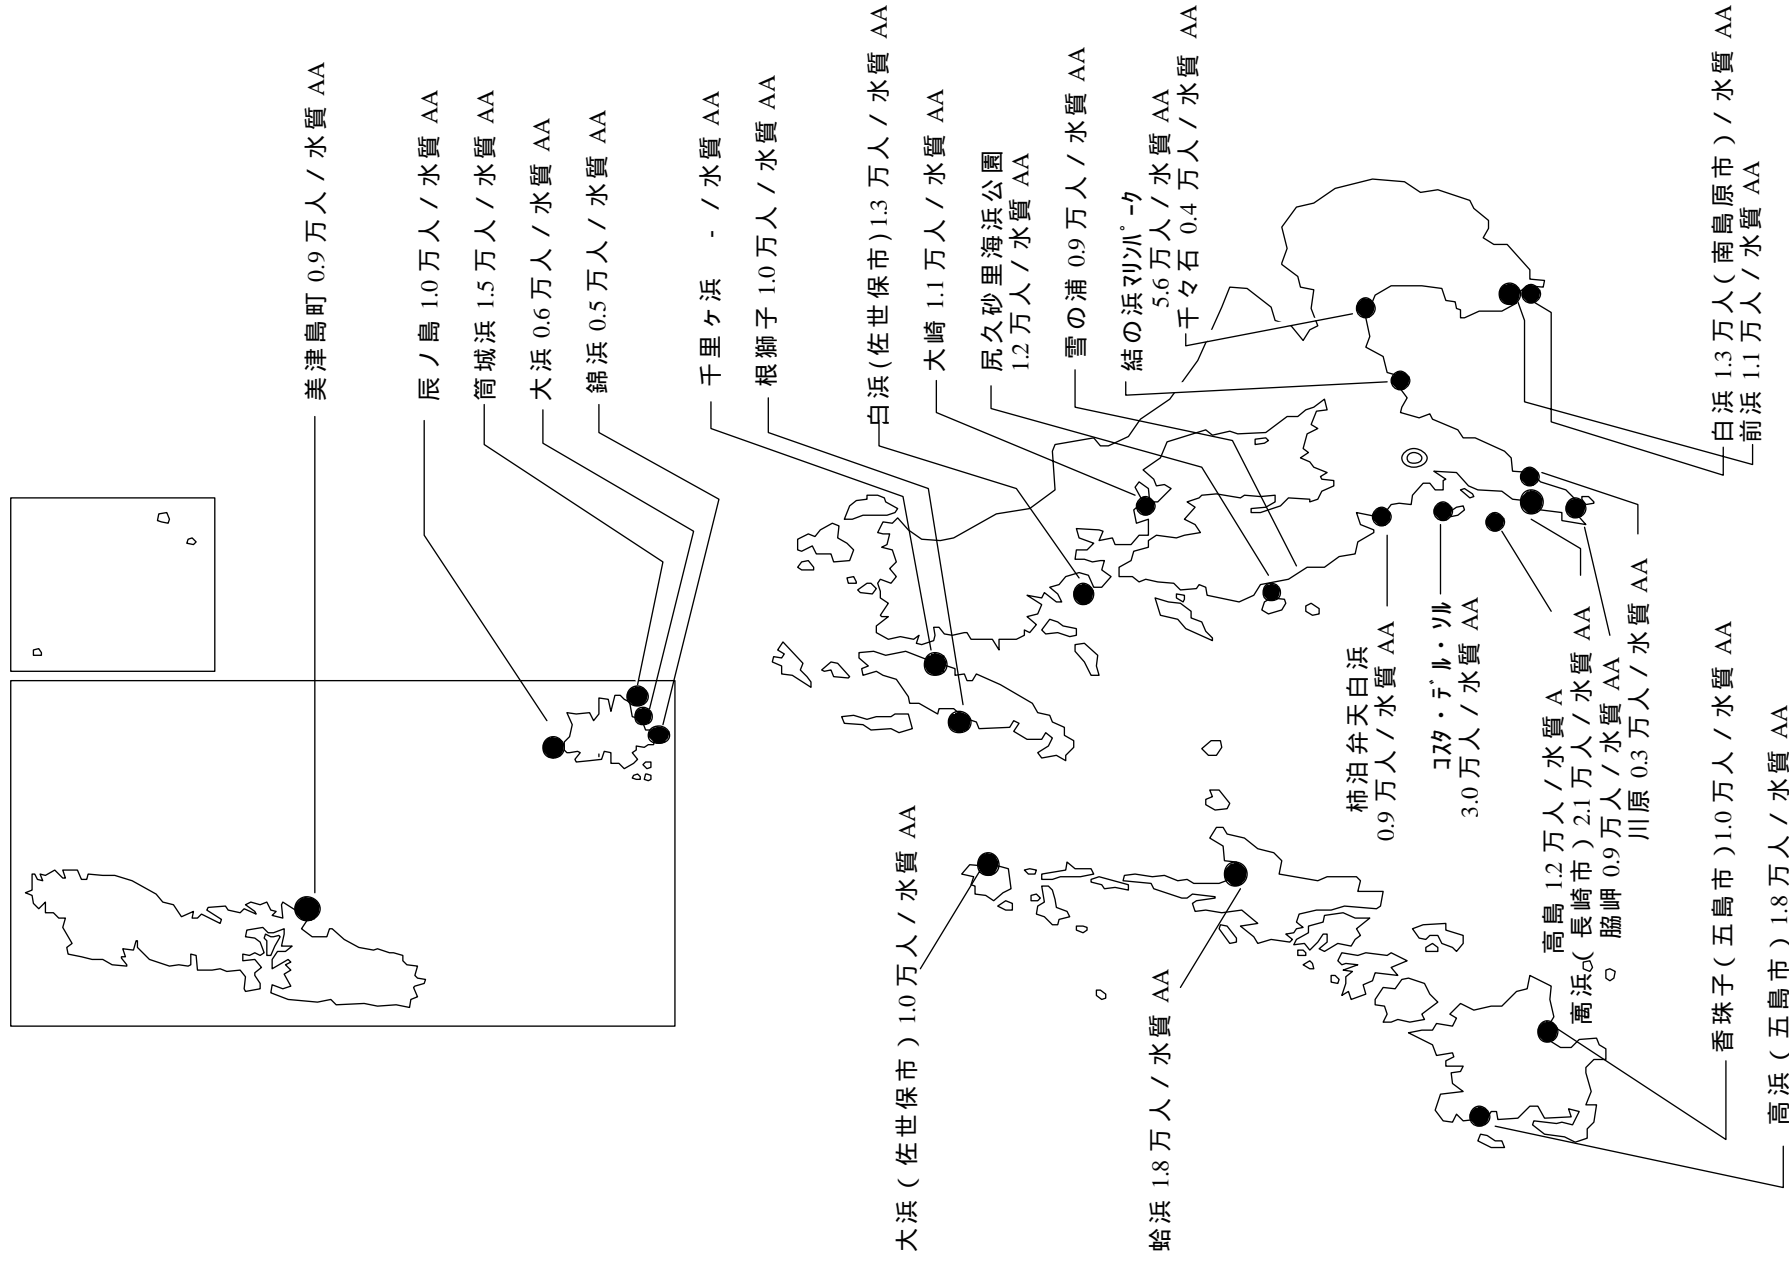 美津島町 0.9万人 / 水質 AA
辰ノ島 1.0万人 / 水質 AA
筒城浜 1.5万人 / 水質 AA
大浜 0.6万人 / 水質 AA
錦浜 0.5万人 / 水質 AA
千里ヶ浜 - / 水質 AA
根獅子 1.0万人 / 水質 AA
白浜(佐世保市)1.3万人 / 水質 AA
大崎 1.1万人 / 水質 AA
尻久砂里海浜公園
1.2万人 / 水質 AA
雪の浦 0.9万人 / 水質 AA
結の浜ﾏﾘﾝﾊﾟｰｸ
5.6万人 / 水質 AA
千々石 0.4万人 / 水質 AA
白浜 1.3万人(南島原市) / 水質 AA
前浜 1.1万人 / 水質 AA
大浜(佐世保市)1.0万人 / 水質 AA
蛤浜 1.8万人 / 水質 AA
柿泊弁天白浜
0.9万人 / 水質 AA
ｺｽﾀ・ﾃﾞﾙ・ｿﾙ
3.0万人 / 水質 AA
高島 1.2万人 / 水質 A
高浜(長崎市)2.1万人 / 水質 AA
脇岬 0.9万人 / 水質 AA
川原 0.3万人 / 水質 AA
香珠子(五島市)1.0万人 / 水質 AA
高浜(五島市)1.8万人 / 水質 AA